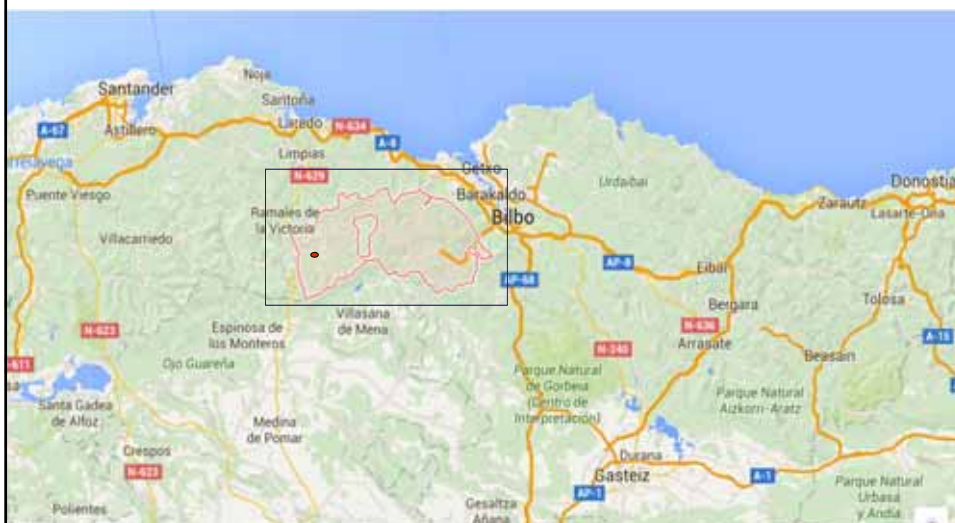 Noja
Santander
Santoña
A-67
Astillero
Laredo
N-634
A-8
Limpias
Getxo
N-629
Urdaibai
Donostia
Puente Viesgo
Barakaldo
Zarautz
Lasarte-Oria
Ramales de
la Victoria
Bilbo
Villacarriedo
AP-8
Eibar
AP-68
Tolosa
Villasana
de Mena
Bergara
N-623
Espinosa de
los Monteros
N-636
A-15
Arrasate
N-240
Beasain
N-611
Ojo Guareña
Parque Natural
de Gorbeia
(Centro de
Interpretación)
Parque Natural
Aizkorri-Aratz
Santa Gadea
de Alfoz
Medina
de Pomar
Crespos
Durana
N-623
Gasteiz
A-1
Parque Natural
Urbasa
y Andía
AP-1
Polientes
Gesaltza
Añana